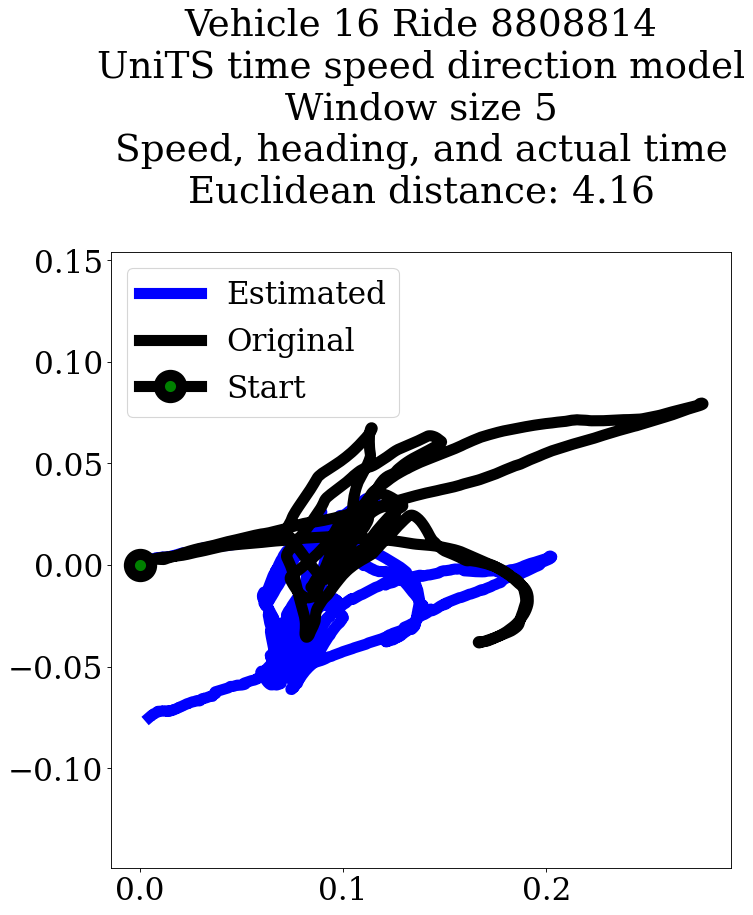 Vehicle 16 Ride 8808814
UniTS time speed direction model
Window size 5
Speed, heading, and actual time
Euclidean distance: 4.16
0.15
Estimated
Original
Start
0.10
0.05
0.00
−0.05
−0.10
0.0 0.1 0.2